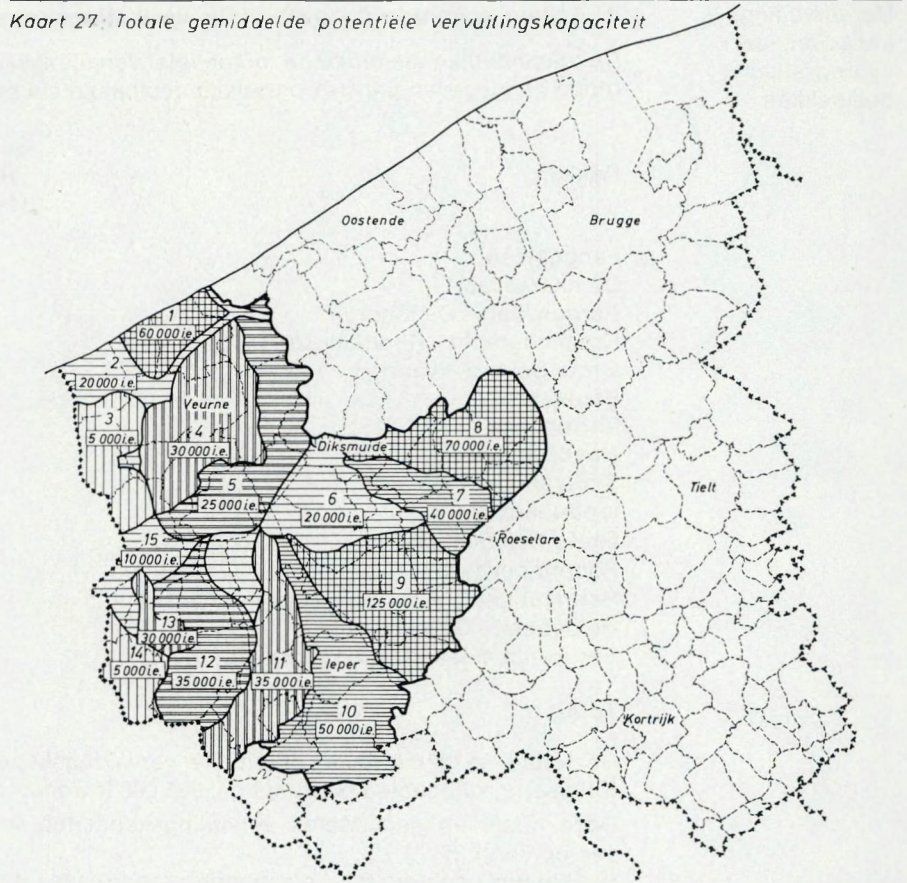 Kaart 27: Totale gemiddelde potentiële vervuilingskapaciteit
Oostende
Brugge
1
60 000 i.e.
2
20 000 i.e.
3
5 000 i.e.
Veurne
4
30 000 i.e.
Diksmuide
8
70 000 i.e.
5
25 000 i.e.
6
20 000 i.e.
7
40 000 i.e.
Tielt
Roeselare
15
10 000 i.e.
9
125 000 i.e.
13
30 000 i.e.
14
5 000 i.e.
12
35 000 i.e.
11
35 000 i.e.
Ieper
10
50 000 i.e.
Kortrijk